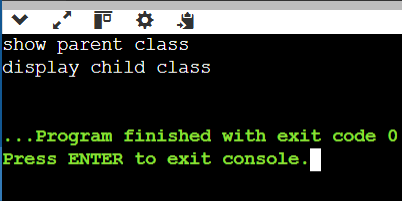 show parent class
display child class
...Program finished with exit code 0
Press ENTER to exit console.